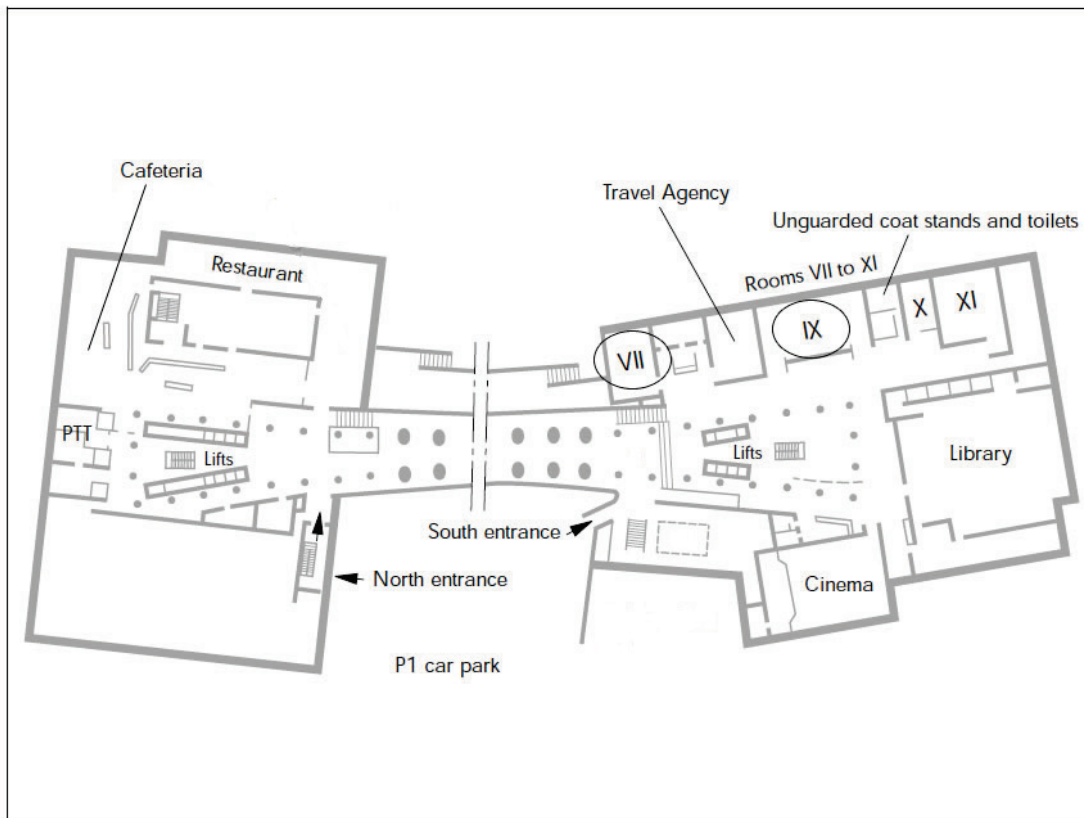 Cafeteria
Travel Agency
Unguarded coat stands and toilets
Restaurant
Rooms VII to XI
VII
IX
X
XI
PTT
Lifts
Lifts
Library
South entrance
North entrance
Cinema
P1 car park